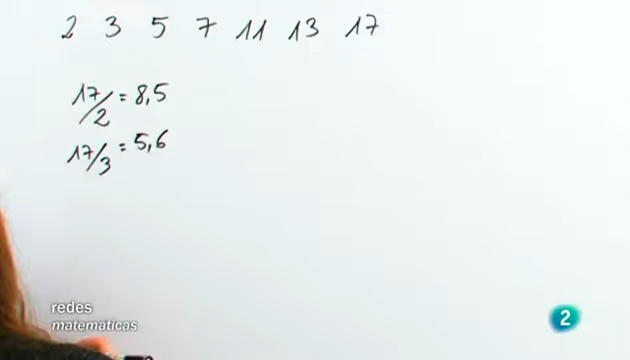 2 3 5 7 11 13 17
17/2 = 8,5
17/3 = 5,6
redes
matematicas
2